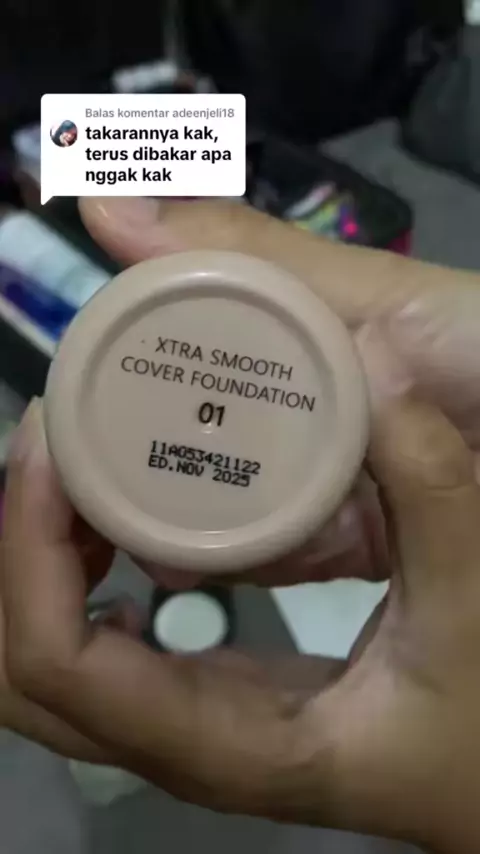 Balas komentar adeenjeli18
takarannya kak,
terus dibakar apa
nggak kak
XTRA SMOOTH
COVER FOUNDATION
01
11A053421122
ED.NOV 2025